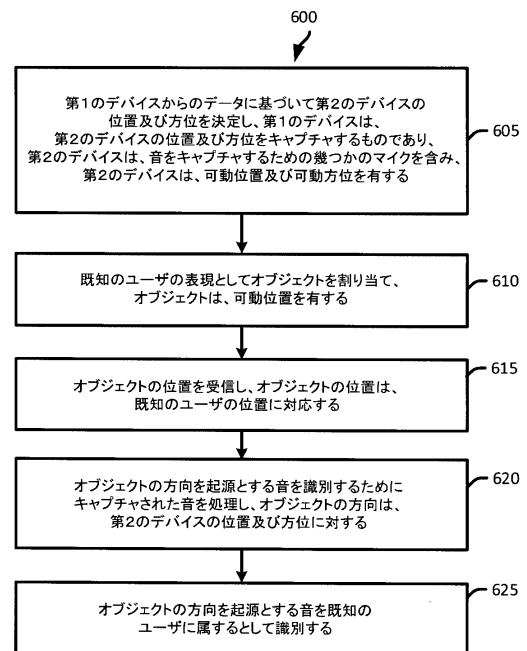 600
第1のデバイスからのデータに基づいて第2のデバイスの
位置及び方位を決定し、第1のデバイスは、
第2のデバイスの位置及び方位をキャプチャするものであり、
第2のデバイスは、音をキャプチャするための幾つかのマイクを含み、
第2のデバイスは、可動位置及び可動方位を有する
605
既知のユーザの表現としてオブジェクトを割り当て、
オブジェクトは、可動位置を有する
610
オブジェクトの位置を受信し、オブジェクトの位置は、
既知のユーザの位置に対応する
615
オブジェクトの方向を起源とする音を識別するために
キャプチャされた音を処理し、オブジェクトの方向は、
第2のデバイスの位置及び方位に対する
620
オブジェクトの方向を起源とする音を既知の
ユーザに属するとして識別する
625